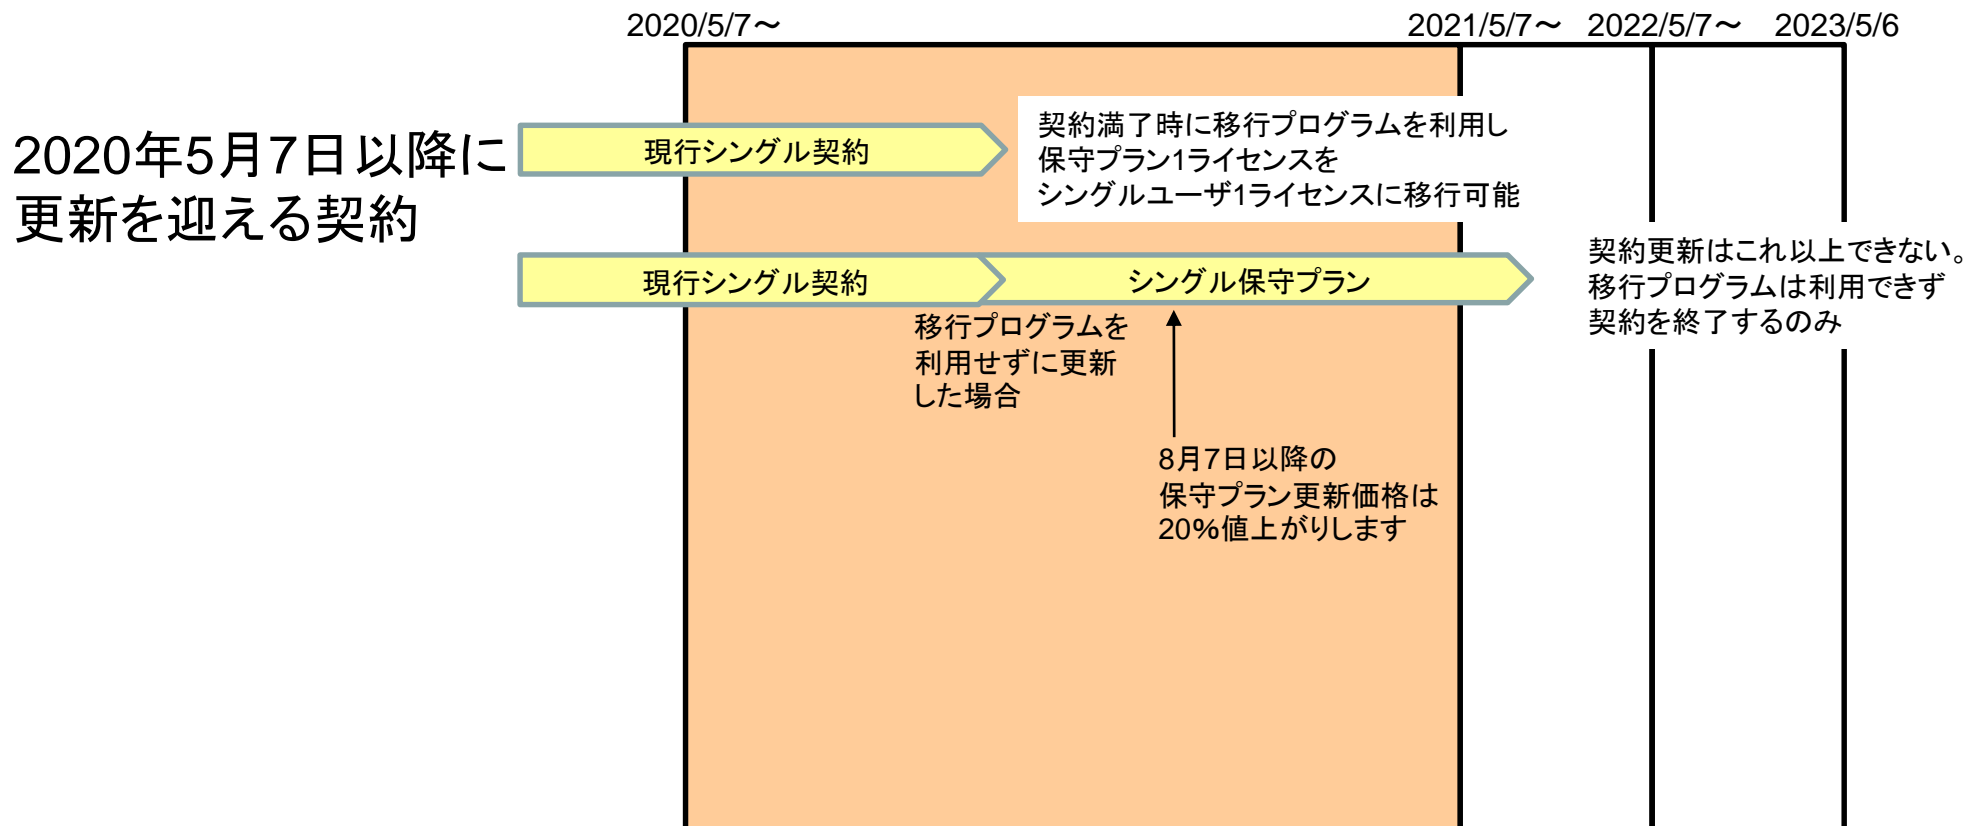 2020/5/7～
2021/5/7～
2022/5/7～
2023/5/6
2020年5月7日以降に
更新を迎える契約
現行シングル契約
契約満了時に移行プログラムを利用し
保守プラン1ライセンスを
シングルユーザ1ライセンスに移行可能
現行シングル契約
シングル保守プラン
契約更新はこれ以上できない。
移行プログラムは利用できず
契約を終了するのみ
移行プログラムを
利用せずに更新
した場合
8月7日以降の
保守プラン更新価格は
20%値上がりします